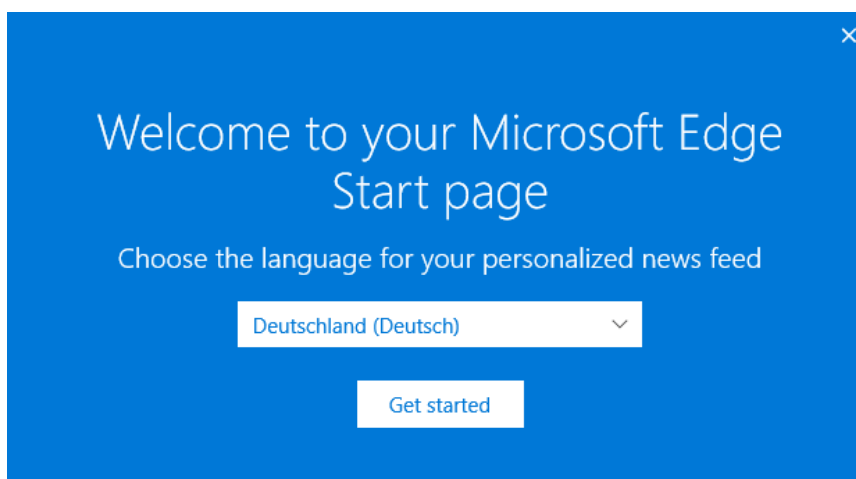 Welcome to your Microsoft Edge
Start page
Choose the language for your personalized news feed
Deutschland (Deutsch)
Get started